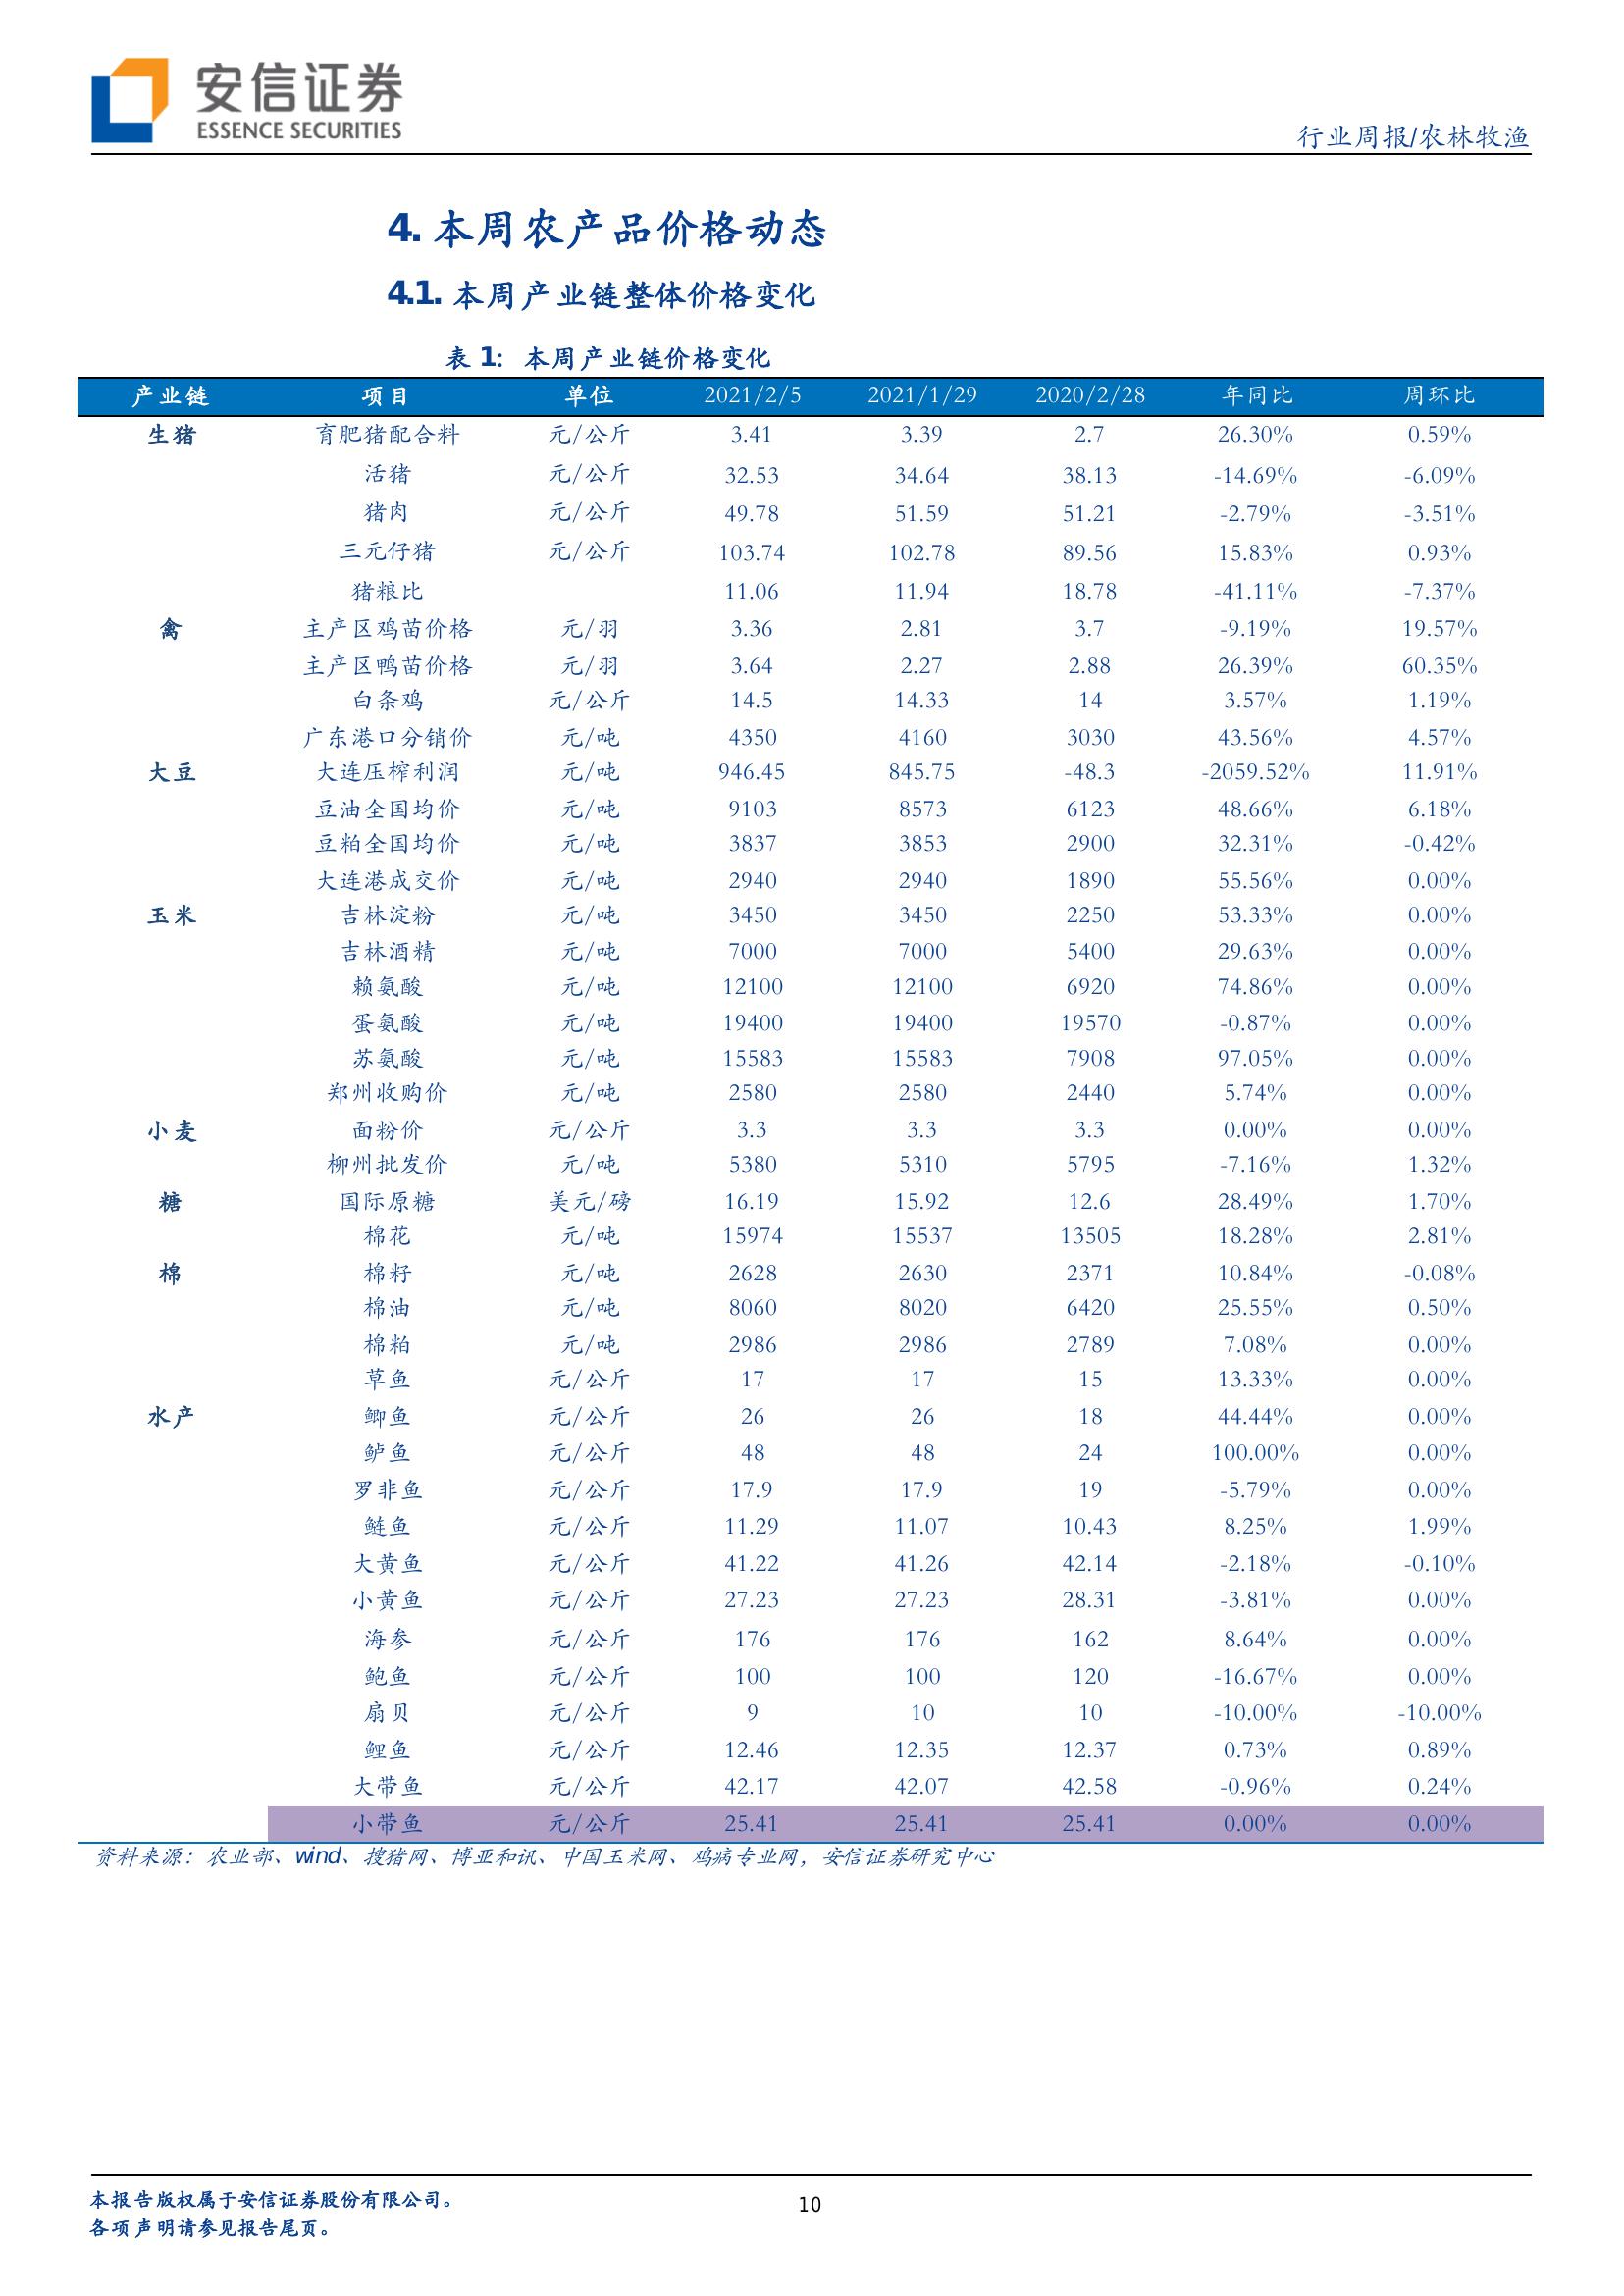 安信证券
ESSENCE SECURITIES
行业周报/农林牧渔
4. 本周农产品价格动态
4.1. 本周产业链整体价格变化
表 1: 本周产业链价格变化
产业链 项目 单位 2021/2/5 2021/1/29 2020/2/28 年同比 周环比
生猪 育肥猪配合料 元/公斤 3.41 3.39 2.7 26.30% 0.59%
活猪 元/公斤 32.53 34.64 38.13 -14.69% -6.09%
猪肉 元/公斤 49.78 51.59 51.21 -2.79% -3.51%
三元仔猪 元/公斤 103.74 102.78 89.56 15.83% 0.93%
猪粮比 11.06 11.94 18.78 -41.11% -7.37%
禽 主产区鸡苗价格 元/羽 3.36 2.81 3.7 -9.19% 19.57%
主产区鸭苗价格 元/羽 3.64 2.27 2.88 26.39% 60.35%
白条鸡 元/公斤 14.5 14.33 14 3.57% 1.19%
广东港口分销价 元/吨 4350 4160 3030 43.56% 4.57%
大豆 大连压榨利润 元/吨 946.45 845.75 -48.3 -2059.52% 11.91%
豆油全国均价 元/吨 9103 8573 6123 48.66% 6.18%
豆粕全国均价 元/吨 3837 3853 2900 32.31% -0.42%
大连港成交价 元/吨 2940 2940 1890 55.56% 0.00%
玉米 吉林淀粉 元/吨 3450 3450 2250 53.33% 0.00%
吉林酒精 元/吨 7000 7000 5400 29.63% 0.00%
赖氨酸 元/吨 12100 12100 6920 74.86% 0.00%
蛋氨酸 元/吨 19400 19400 19570 -0.87% 0.00%
苏氨酸 元/吨 15583 15583 7908 97.05% 0.00%
郑州收购价 元/吨 2580 2580 2440 5.74% 0.00%
小麦 面粉价 元/公斤 3.3 3.3 3.3 0.00% 0.00%
柳州批发价 元/吨 5380 5310 5795 -7.16% 1.32%
糖 国际原糖 美元/磅 16.19 15.92 12.6 28.49% 1.70%
棉花 元/吨 15974 15537 13505 18.28% 2.81%
棉 棉籽 元/吨 2628 2630 2371 10.84% -0.08%
棉油 元/吨 8060 8020 6420 25.55% 0.50%
棉粕 元/吨 2986 2986 2789 7.08% 0.00%
草鱼 元/公斤 17 17 15 13.33% 0.00%
水产 鲫鱼 元/公斤 26 26 18 44.44% 0.00%
鲈鱼 元/公斤 48 48 24 100.00% 0.00%
罗非鱼 元/公斤 17.9 17.9 19 -5.79% 0.00%
鲢鱼 元/公斤 11.29 11.07 10.43 8.25% 1.99%
大黄鱼 元/公斤 41.22 41.26 42.14 -2.18% -0.10%
小黄鱼 元/公斤 27.23 27.23 28.31 -3.81% 0.00%
海参 元/公斤 176 176 162 8.64% 0.00%
鲍鱼 元/公斤 100 100 120 -16.67% 0.00%
扇贝 元/公斤 9 10 10 -10.00% -10.00%
鲤鱼 元/公斤 12.46 12.35 12.37 0.73% 0.89%
大带鱼 元/公斤 42.17 42.07 42.58 -0.96% 0.24%
小带鱼 元/公斤 25.41 25.41 25.41 0.00% 0.00%
资料来源：农业部、wind、搜猪网、博亚和讯、中国玉米网、鸡病专业网，安信证券研究中心
本报告版权属于安信证券股份有限公司。
各项声明请参见报告尾页。
10